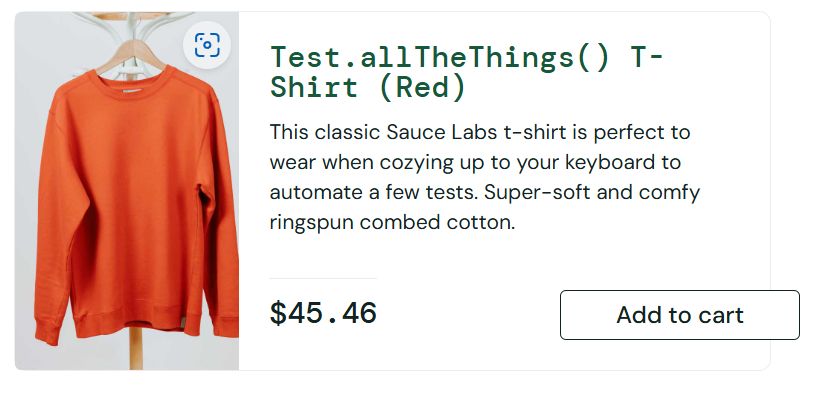 Test.allTheThings() T-
Shirt (Red)
This classic Sauce Labs t-shirt is perfect to
wear when cozying up to your keyboard to
automate a few tests. Super-soft and comfy
ringspun combed cotton.
$45.46
Add to cart